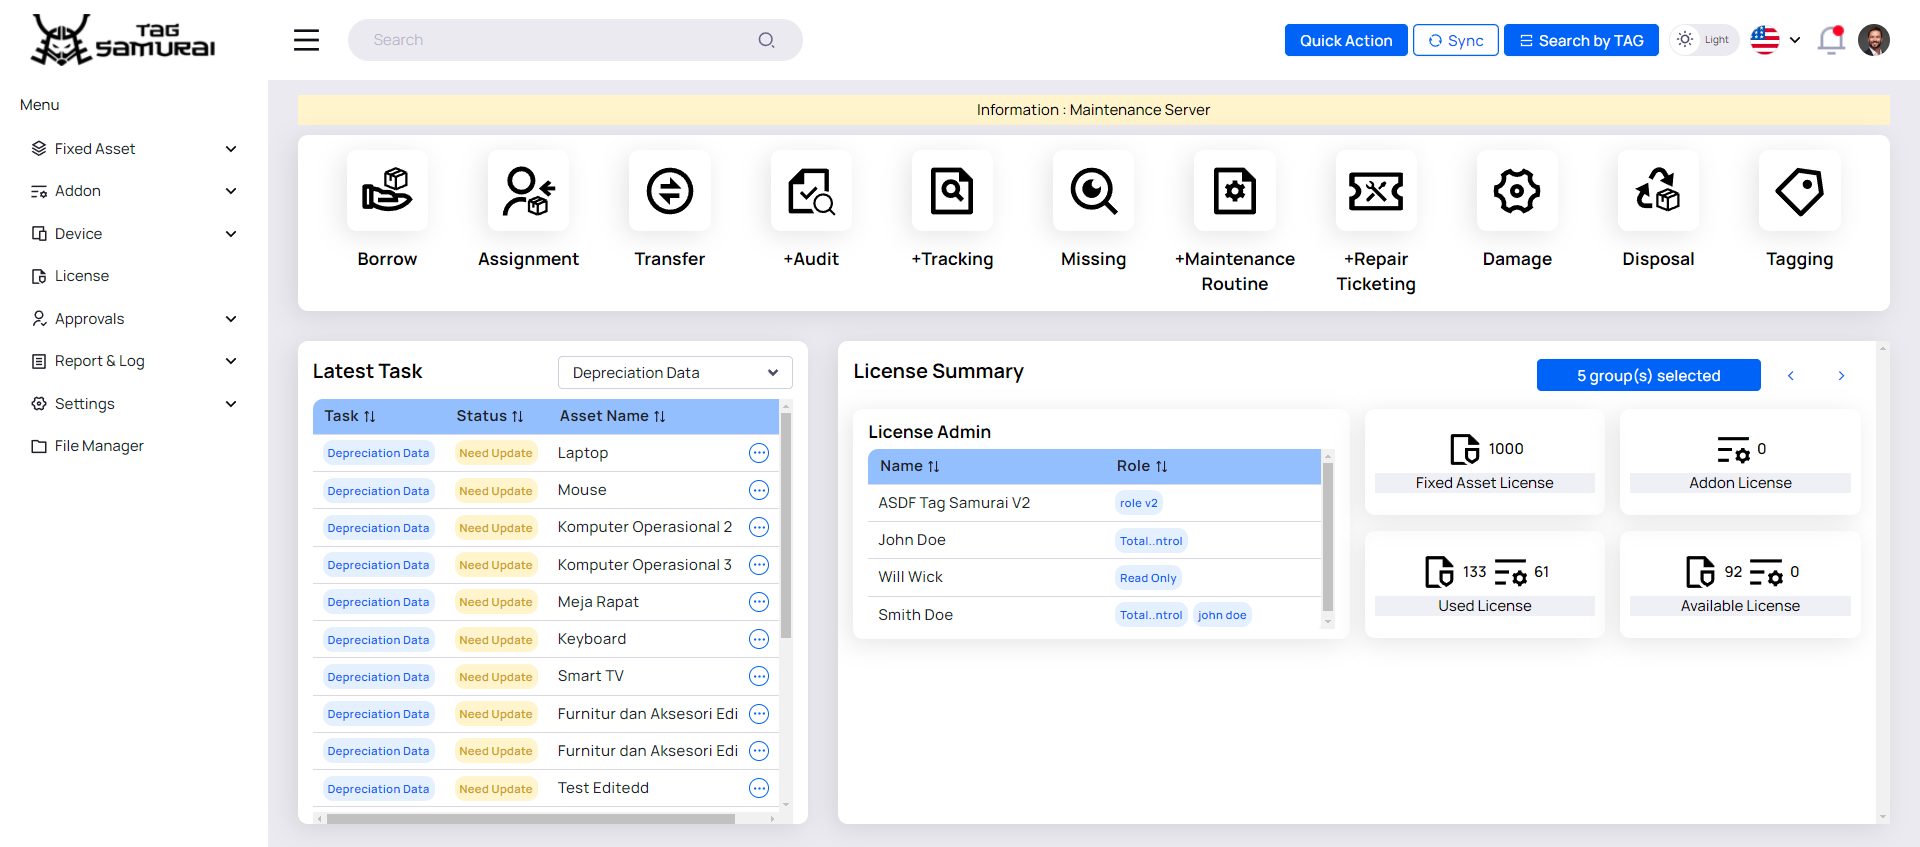 TAG
SAMURAI
Search
Quick Action
Sync
Search by TAG
Light
Menu
Fixed Asset
Addon
Device
License
Approvals
Report & Log
Settings
File Manager
Information : Maintenance Server
Borrow
Assignment
Transfer
+Audit
+Tracking
Missing
+Maintenance
Routine
+Repair
Ticketing
Damage
Disposal
Tagging
Latest Task
Depreciation Data
Task Status Asset Name
Depreciation Data Need Update Laptop
Depreciation Data Need Update Mouse
Depreciation Data Need Update Komputer Operasional 2
Depreciation Data Need Update Komputer Operasional 3
Depreciation Data Need Update Meja Rapat
Depreciation Data Need Update Keyboard
Depreciation Data Need Update Smart TV
Depreciation Data Need Update Furnitur dan Aksesori Edi
Depreciation Data Need Update Furnitur dan Aksesori Edi
Depreciation Data Need Update Test Editedd
License Summary
5 group(s) selected
License Admin
Name Role
ASDF Tag Samurai V2 role v2
John Doe Total..ntrol
Will Wick Read Only
Smith Doe Total..ntrol john doe
1000
Fixed Asset License
0
Addon License
133 61
Used License
92 0
Available License